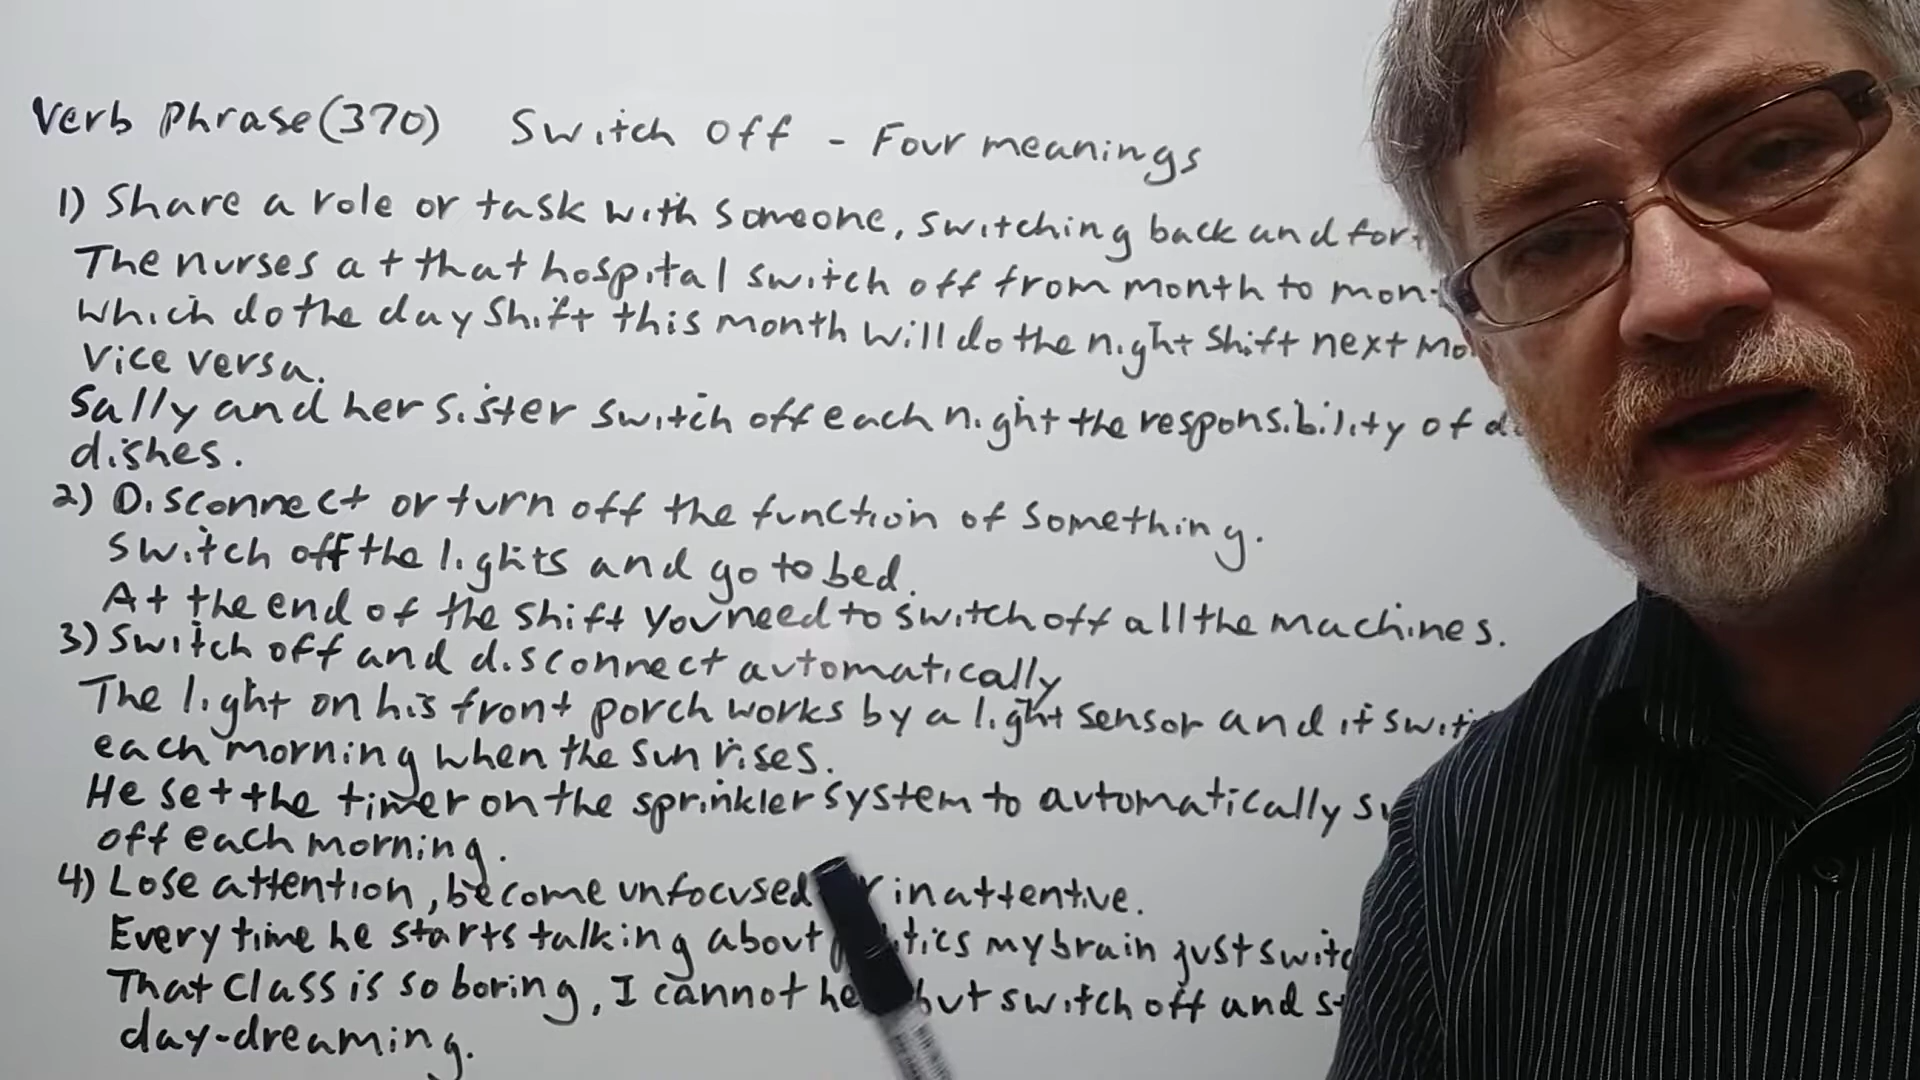 Verb Phrase(370) Switch Off - Four meanings
1) Share a role or task with someone, switching back and
The nurses at that hospital switch off from month to
Which do the day shift this month will do the night shift next
Vice versa.
Sally and her sister switch off each night the responsibility of
dishes.
2) Disconnect or turn off the function of something.
Switch off the lights and go to bed.
At the end of the shift you need to switch off all the machines.
3) Switch off and disconnect automatically
The light on his front porch works by a light sensor and it
each morning when the sun rises.
He set the timer on the sprinkler system to automatically
off each morning.
4) Lose attention, become unfocused inattentive.
Every time he starts talking about my brain just
That Class is so boring, I cannot but switch off and
day-dreaming.